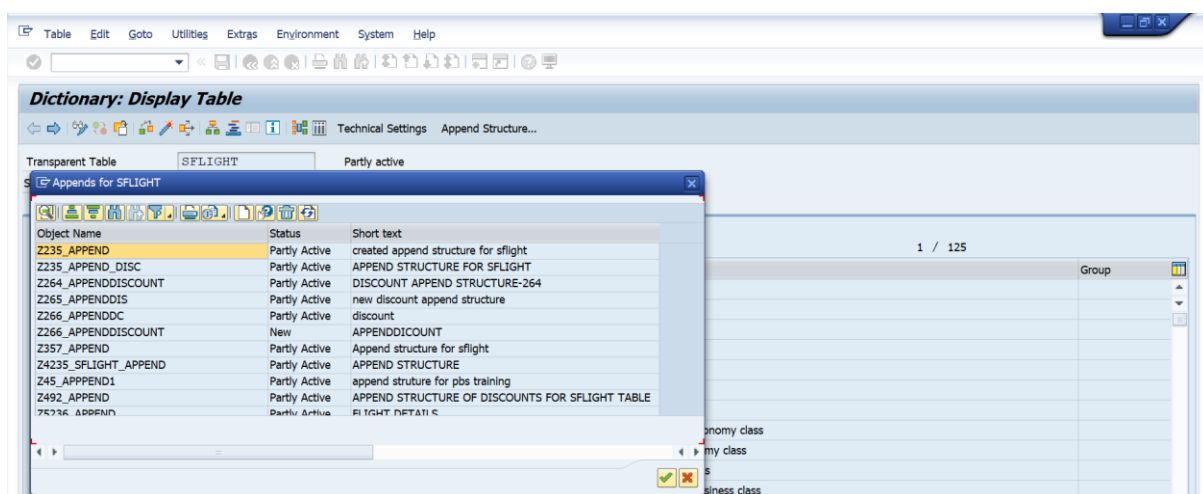 Table Edit Goto Utilities Extras Environment System Help
Dictionary: Display Table
Technical Settings Append Structure...
Transparent Table SFLIGHT Partly active
Appends for SFLIGHT
Object Name Status Short text
Z235_APPEND Partly Active created append structure for sflight
1 / 125
Z235_APPEND_DISC Partly Active APPEND STRUCTURE FOR SFLIGHT
Group
Z264_APPENDDISCOUNT Partly Active DISCOUNT APPEND STRUCTURE-264
Z265_APPENDDIS Partly Active new discount append structure
Z266_APPENDDC Partly Active discount
Z266_APPENDDISCOUNT New APPENDDICOUNT
Z357_APPEND Partly Active Append structure for sflight
Z4235_SFLIGHT_APPEND Partly Active APPEND STRUCTURE
Z45_APPPEND1 Partly Active append struture for pbs training
Z492_APPEND Partly Active APPEND STRUCTURE OF DISCOUNTS FOR SFLIGHT TABLE
Z5236_APPEND Partly Active FLIGHT DETAILS
onomy class
my class
s
siness class